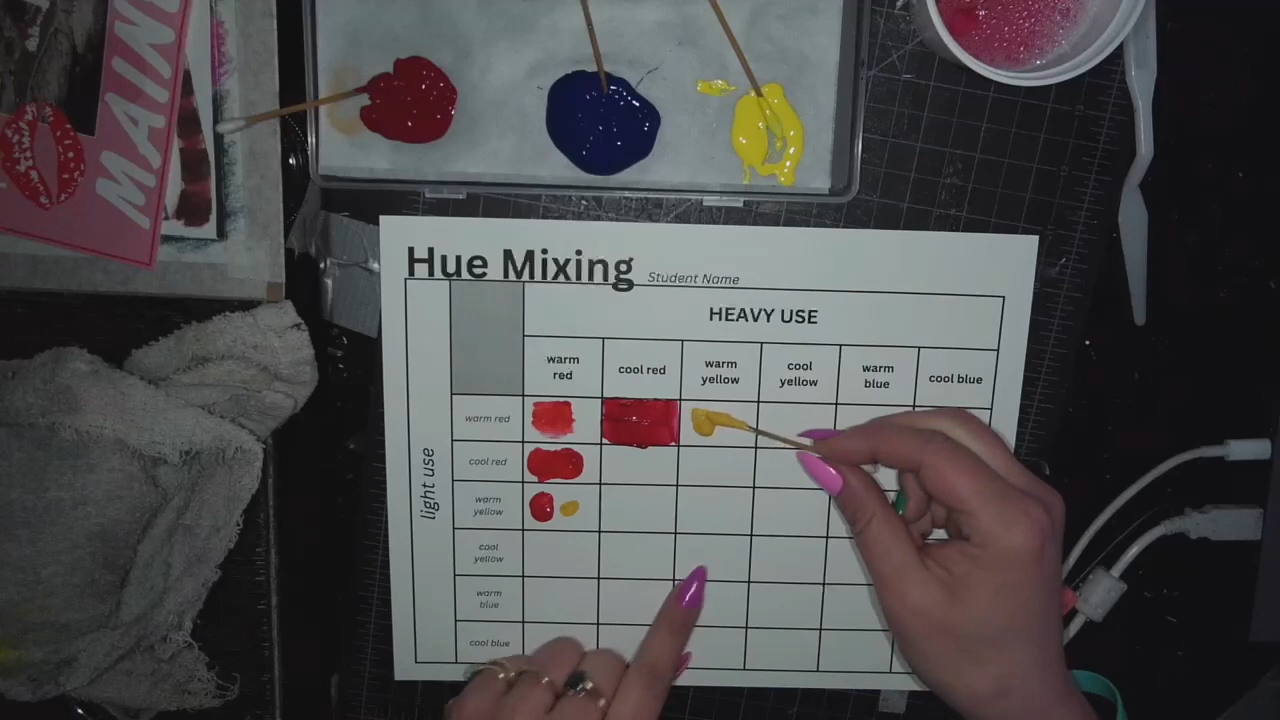 MAINE
Hue Mixing Student Name
HEAVY USE
warm red
cool red
warm yellow
cool yellow
warm blue
cool blue
light use
warm red
cool red
warm yellow
cool yellow
warm blue
cool blue